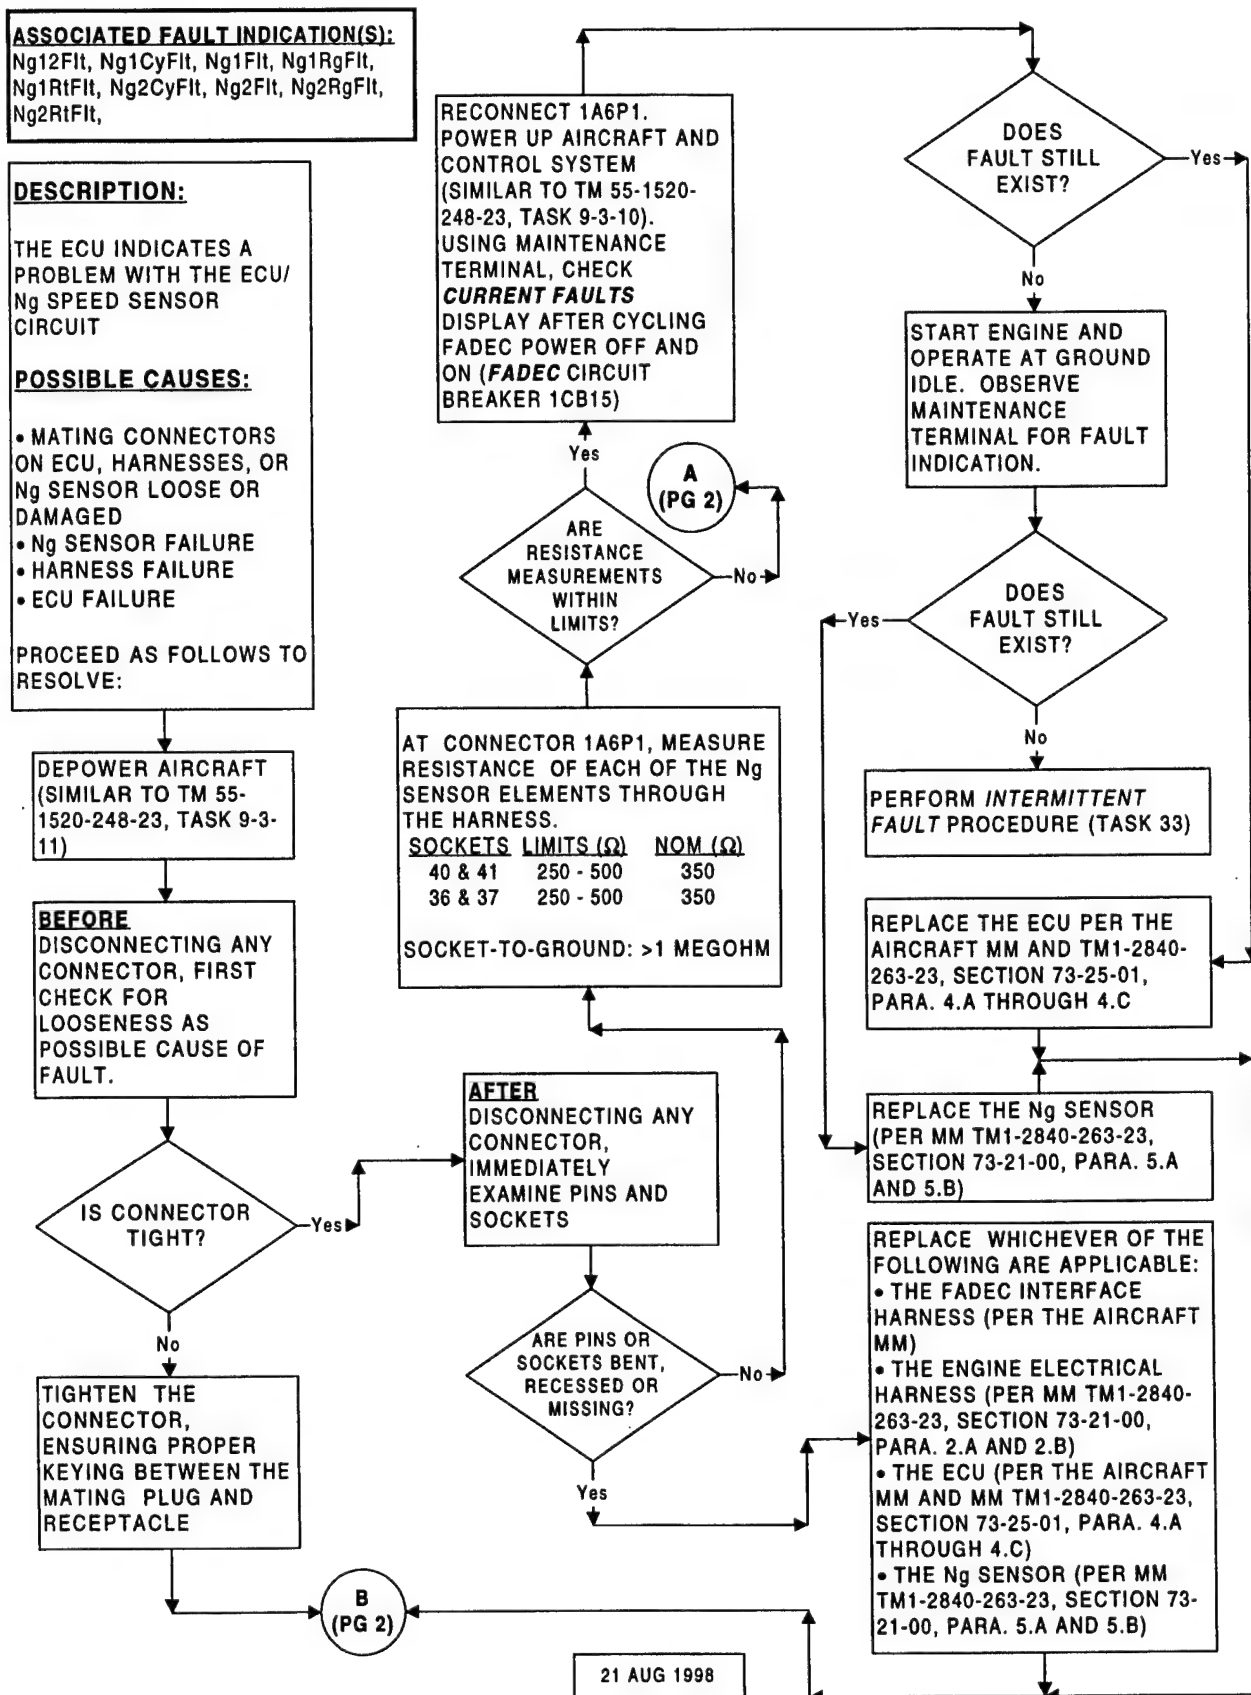 ASSOCIATED FAULT INDICATION(S):
Ng12Flt, Ng1CyFlt, Ng1Flt, Ng1RgFlt,
Ng1RtFlt, Ng2CyFlt, Ng2Flt, Ng2RgFlt,
Ng2RtFlt,
DESCRIPTION:
THE ECU INDICATES A
PROBLEM WITH THE ECU/
Ng SPEED SENSOR
CIRCUIT
POSSIBLE CAUSES:
• MATING CONNECTORS
ON ECU, HARNESSES, OR
Ng SENSOR LOOSE OR
DAMAGED
• Ng SENSOR FAILURE
• HARNESS FAILURE
• ECU FAILURE
PROCEED AS FOLLOWS TO
RESOLVE:
DEPOWER AIRCRAFT
(SIMILAR TO TM 55-
1520-248-23, TASK 9-3-
11)
BEFORE
DISCONNECTING ANY
CONNECTOR, FIRST
CHECK FOR
LOOSENESS AS
POSSIBLE CAUSE OF
FAULT.
IS CONNECTOR
TIGHT?
Yes
No
TIGHTEN THE
CONNECTOR,
ENSURING PROPER
KEYING BETWEEN THE
MATING PLUG AND
RECEPTACLE
B
(PG 2)
AFTER
DISCONNECTING ANY
CONNECTOR,
IMMEDIATELY
EXAMINE PINS AND
SOCKETS
ARE PINS OR
SOCKETS BENT,
RECESSED OR
MISSING?
No
Yes
AT CONNECTOR 1A6P1, MEASURE
RESISTANCE OF EACH OF THE Ng
SENSOR ELEMENTS THROUGH
THE HARNESS.
SOCKETS LIMITS (Ω) NOM (Ω)
40 & 41 250 - 500 350
36 & 37 250 - 500 350
SOCKET-TO-GROUND: >1 MEGOHM
ARE
RESISTANCE
MEASUREMENTS
WITHIN
LIMITS?
No
A
(PG 2)
Yes
RECONNECT 1A6P1.
POWER UP AIRCRAFT AND
CONTROL SYSTEM
(SIMILAR TO TM 55-1520-
248-23, TASK 9-3-10).
USING MAINTENANCE
TERMINAL, CHECK
CURRENT FAULTS
DISPLAY AFTER CYCLING
FADEC POWER OFF AND
ON (FADEC CIRCUIT
BREAKER 1CB15)
DOES
FAULT STILL
EXIST?
Yes
No
START ENGINE AND
OPERATE AT GROUND
IDLE. OBSERVE
MAINTENANCE
TERMINAL FOR FAULT
INDICATION.
DOES
FAULT STILL
EXIST?
Yes
No
PERFORM INTERMITTENT
FAULT PROCEDURE (TASK 33)
REPLACE THE ECU PER THE
AIRCRAFT MM AND TM1-2840-
263-23, SECTION 73-25-01,
PARA. 4.A THROUGH 4.C
REPLACE THE Ng SENSOR
(PER MM TM1-2840-263-23,
SECTION 73-21-00, PARA. 5.A
AND 5.B)
REPLACE WHICHEVER OF THE
FOLLOWING ARE APPLICABLE:
• THE FADEC INTERFACE
HARNESS (PER THE AIRCRAFT
MM)
• THE ENGINE ELECTRICAL
HARNESS (PER MM TM1-2840-
263-23, SECTION 73-21-00,
PARA. 2.A AND 2.B)
• THE ECU (PER THE AIRCRAFT
MM AND MM TM1-2840-263-23,
SECTION 73-25-01, PARA. 4.A
THROUGH 4.C)
• THE Ng SENSOR (PER MM
TM1-2840-263-23, SECTION 73-
21-00, PARA. 5.A AND 5.B)
21 AUG 1998